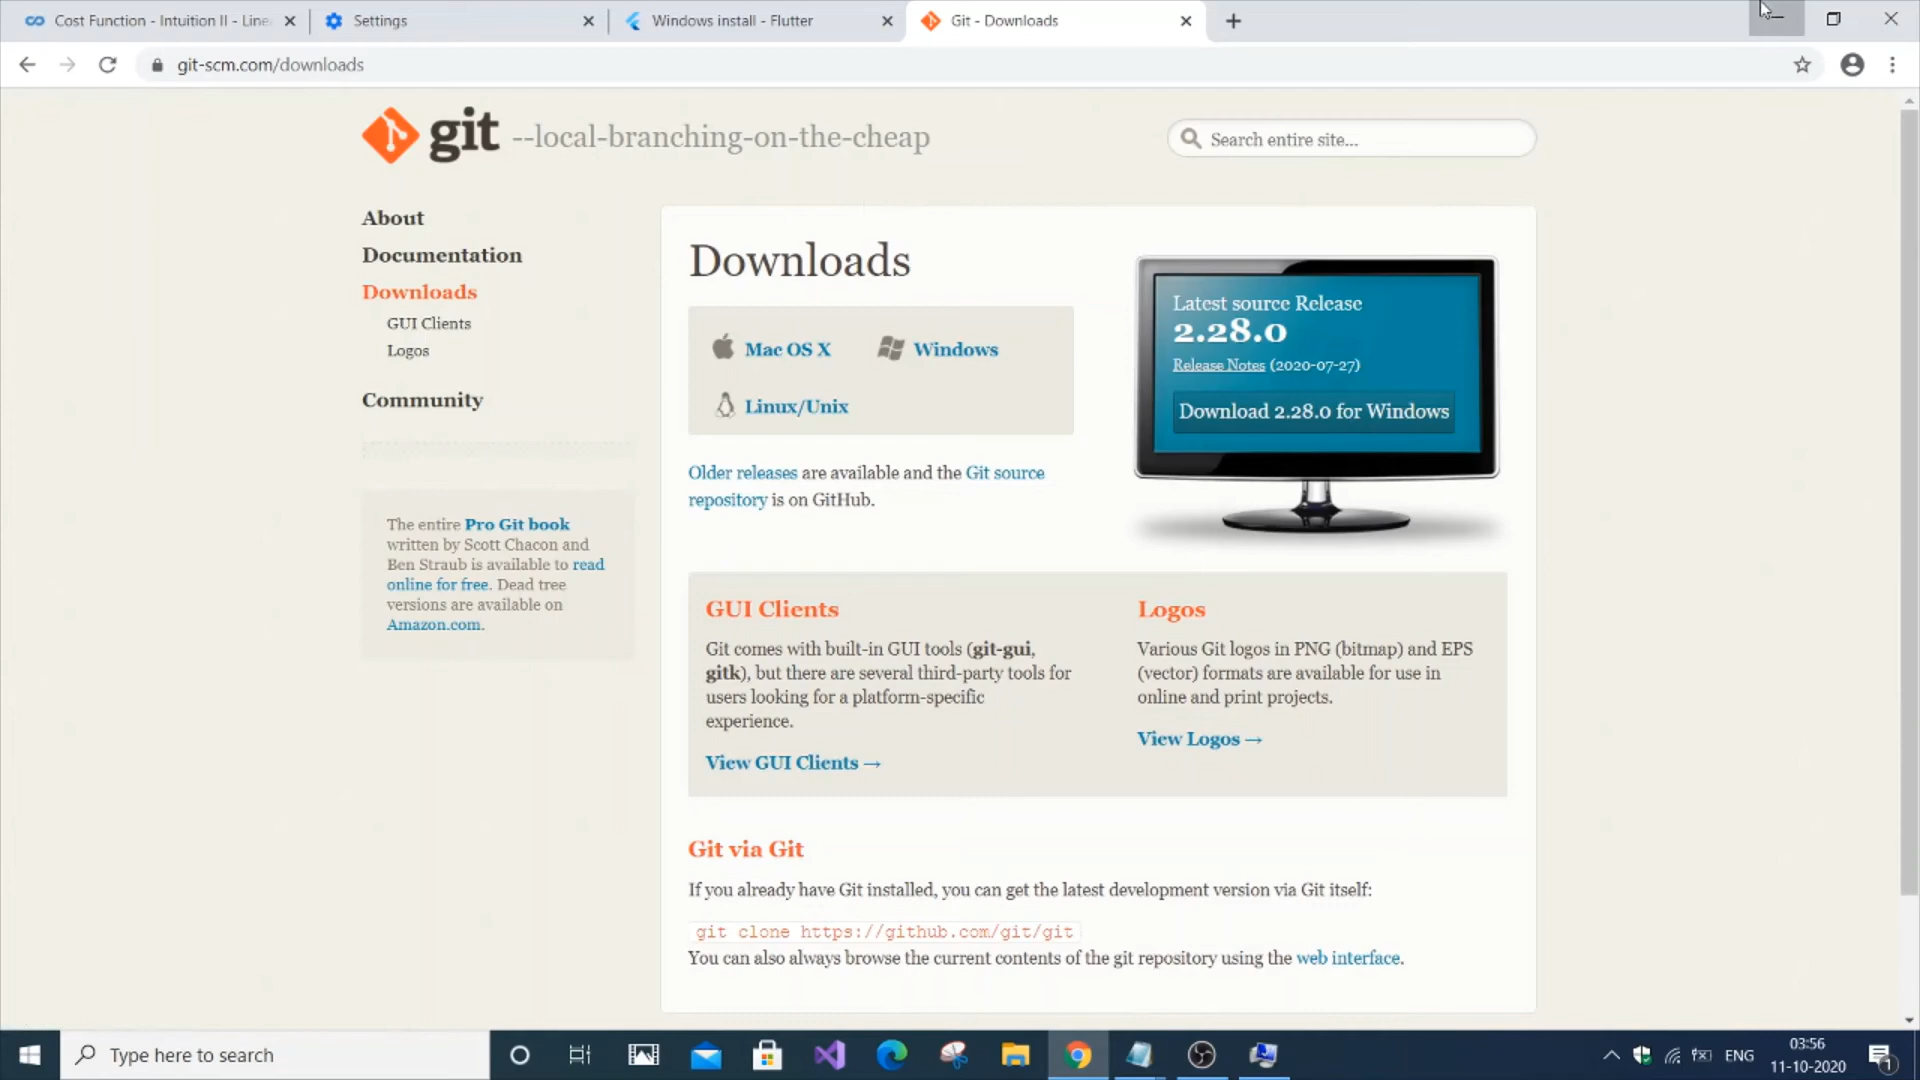 Cost Function - Intuition II - Line
Settings
Windows install - Flutter
Git - Downloads
git-scm.com/downloads
git --local-branching-on-the-cheap
Search entire site...
About
Documentation
Downloads
GUI Clients
Logos
Community
The entire Pro Git book
written by Scott Chacon and
Ben Straub is available to read
online for free. Dead tree
versions are available on
Amazon.com.
Downloads
Mac OS X
Windows
Linux/Unix
Older releases are available and the Git source
repository is on GitHub.
Latest source Release
2.28.0
Release Notes (2020-07-27)
Download 2.28.0 for Windows
GUI Clients
Git comes with built-in GUI tools (git-gui,
gitk), but there are several third-party tools for
users looking for a platform-specific
experience.
View GUI Clients →
Logos
Various Git logos in PNG (bitmap) and EPS
(vector) formats are available for use in
online and print projects.
View Logos →
Git via Git
If you already have Git installed, you can get the latest development version via Git itself:
git clone https://github.com/git/git
You can also always browse the current contents of the git repository using the web interface.
Type here to search
ENG
03:56
11-10-2020
1